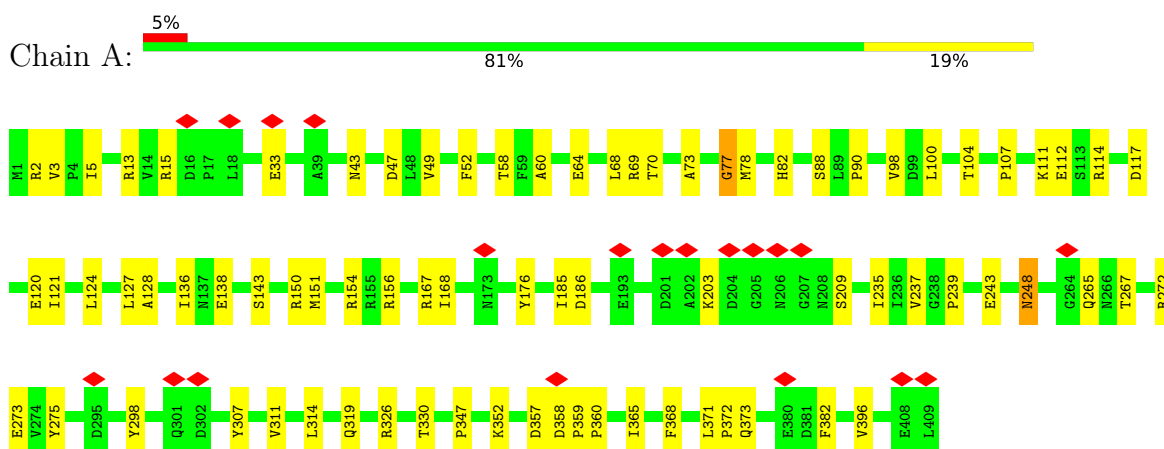 5%
Chain A:
81% 19%
M1 R2 V3 P4 I5 R13 V14 R15 D16 P17 L18 E33 A39 N43 D47 L48 V49 F52 T58 F59 A60 E64 L68 R69 T70 A73 G77 M78 H82 S88 L89 P90 V98 D99 L100 T104 P107 K111 E112 S113 R114 D117
E120 I121 L124 L127 A128 I136 N137 E138 S143 R150 M151 R154 R155 R156 R167 I168 N173 Y176 I185 D186 E193 D201 A202 K203 D204 G205 N206 G207 N208 S209 I235 I236 V237 G238 P239 E243 N248 G264 Q265 N266 T267
E273 V274 Y275 D295 Y298 Q301 D302 Y307 V311 L314 Q319 R326 T330 P347 K352 D357 D358 P359 P360 I365 F368 L371 P372 Q373 E380 D381 F382 V396 E408 L409